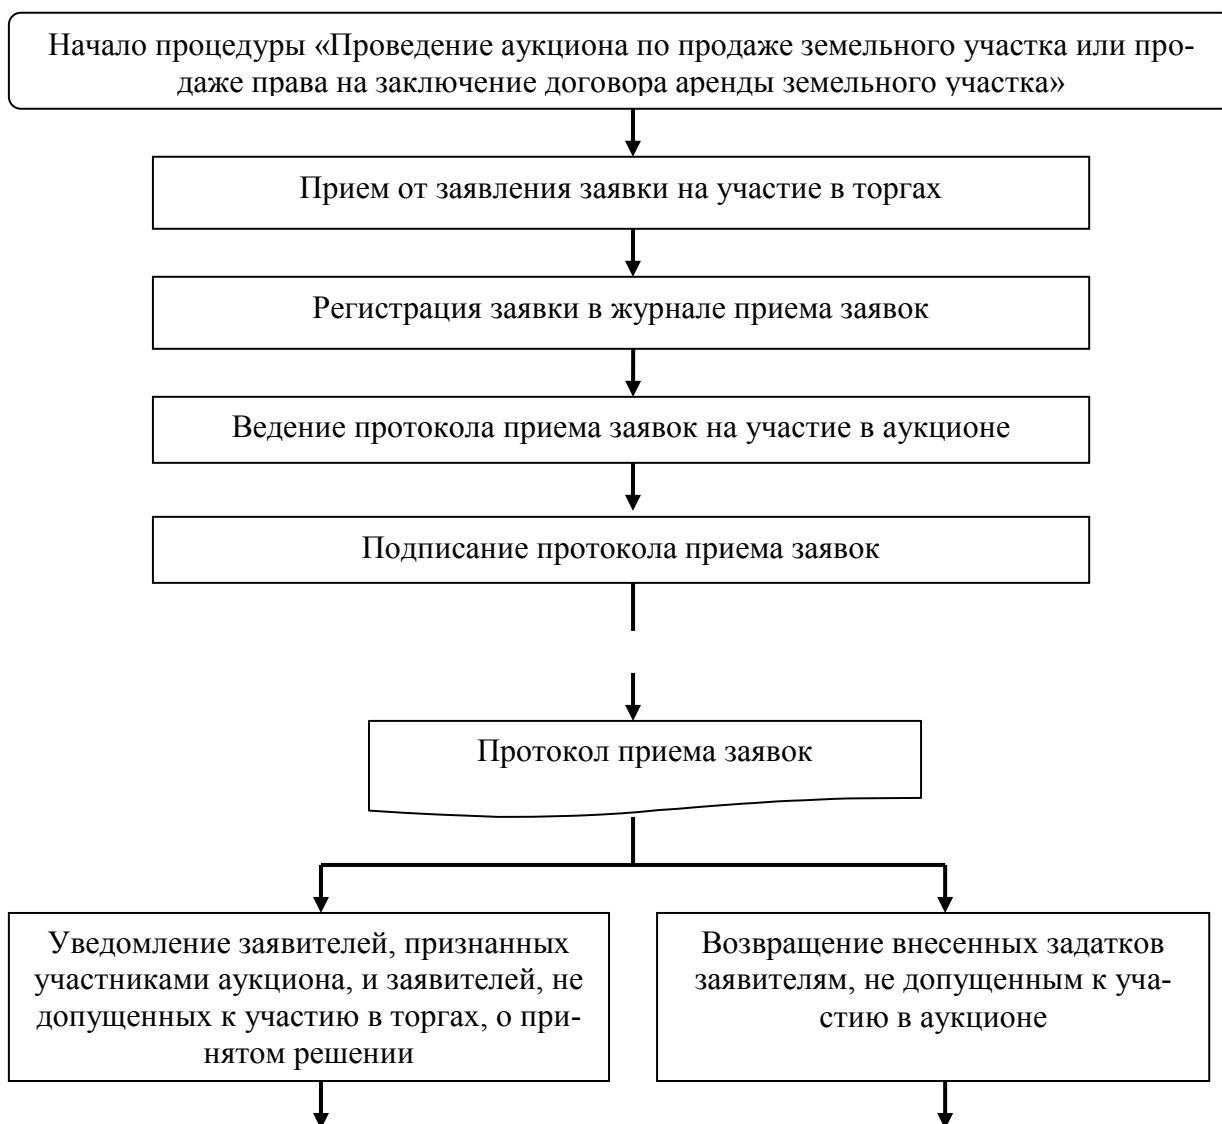 Начало процедуры «Проведение аукциона по продаже земельного участка или про-
даже права на заключение договора аренды земельного участка»
Прием от заявления заявки на участие в торгах
Регистрация заявки в журнале приема заявок
Ведение протокола приема заявок на участие в аукционе
Подписание протокола приема заявок
Протокол приема заявок
Уведомление заявителей, признанных
участниками аукциона, и заявителей, не
допущенных к участию в торгах, о при-
нятом решении
Возвращение внесенных задатков
заявителям, не допущенным к уча-
стию в аукционе